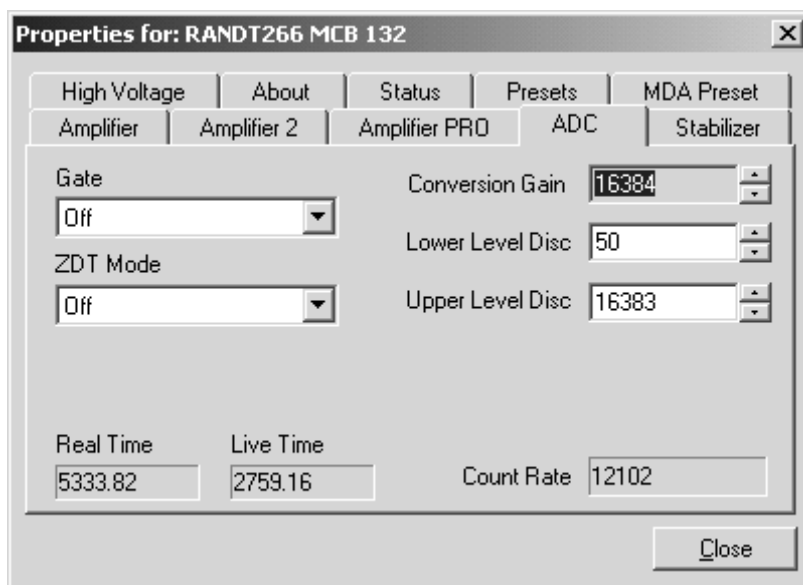 Properties for: RANDT266 MCB 132
High Voltage About Status Presets MDA Preset
Amplifier Amplifier 2 Amplifier PRO ADC Stabilizer
Gate
Off
ZDT Mode
Off
Conversion Gain 16384
Lower Level Disc 50
Upper Level Disc 16383
Real Time
5333.82
Live Time
2759.16
Count Rate 12102
Close